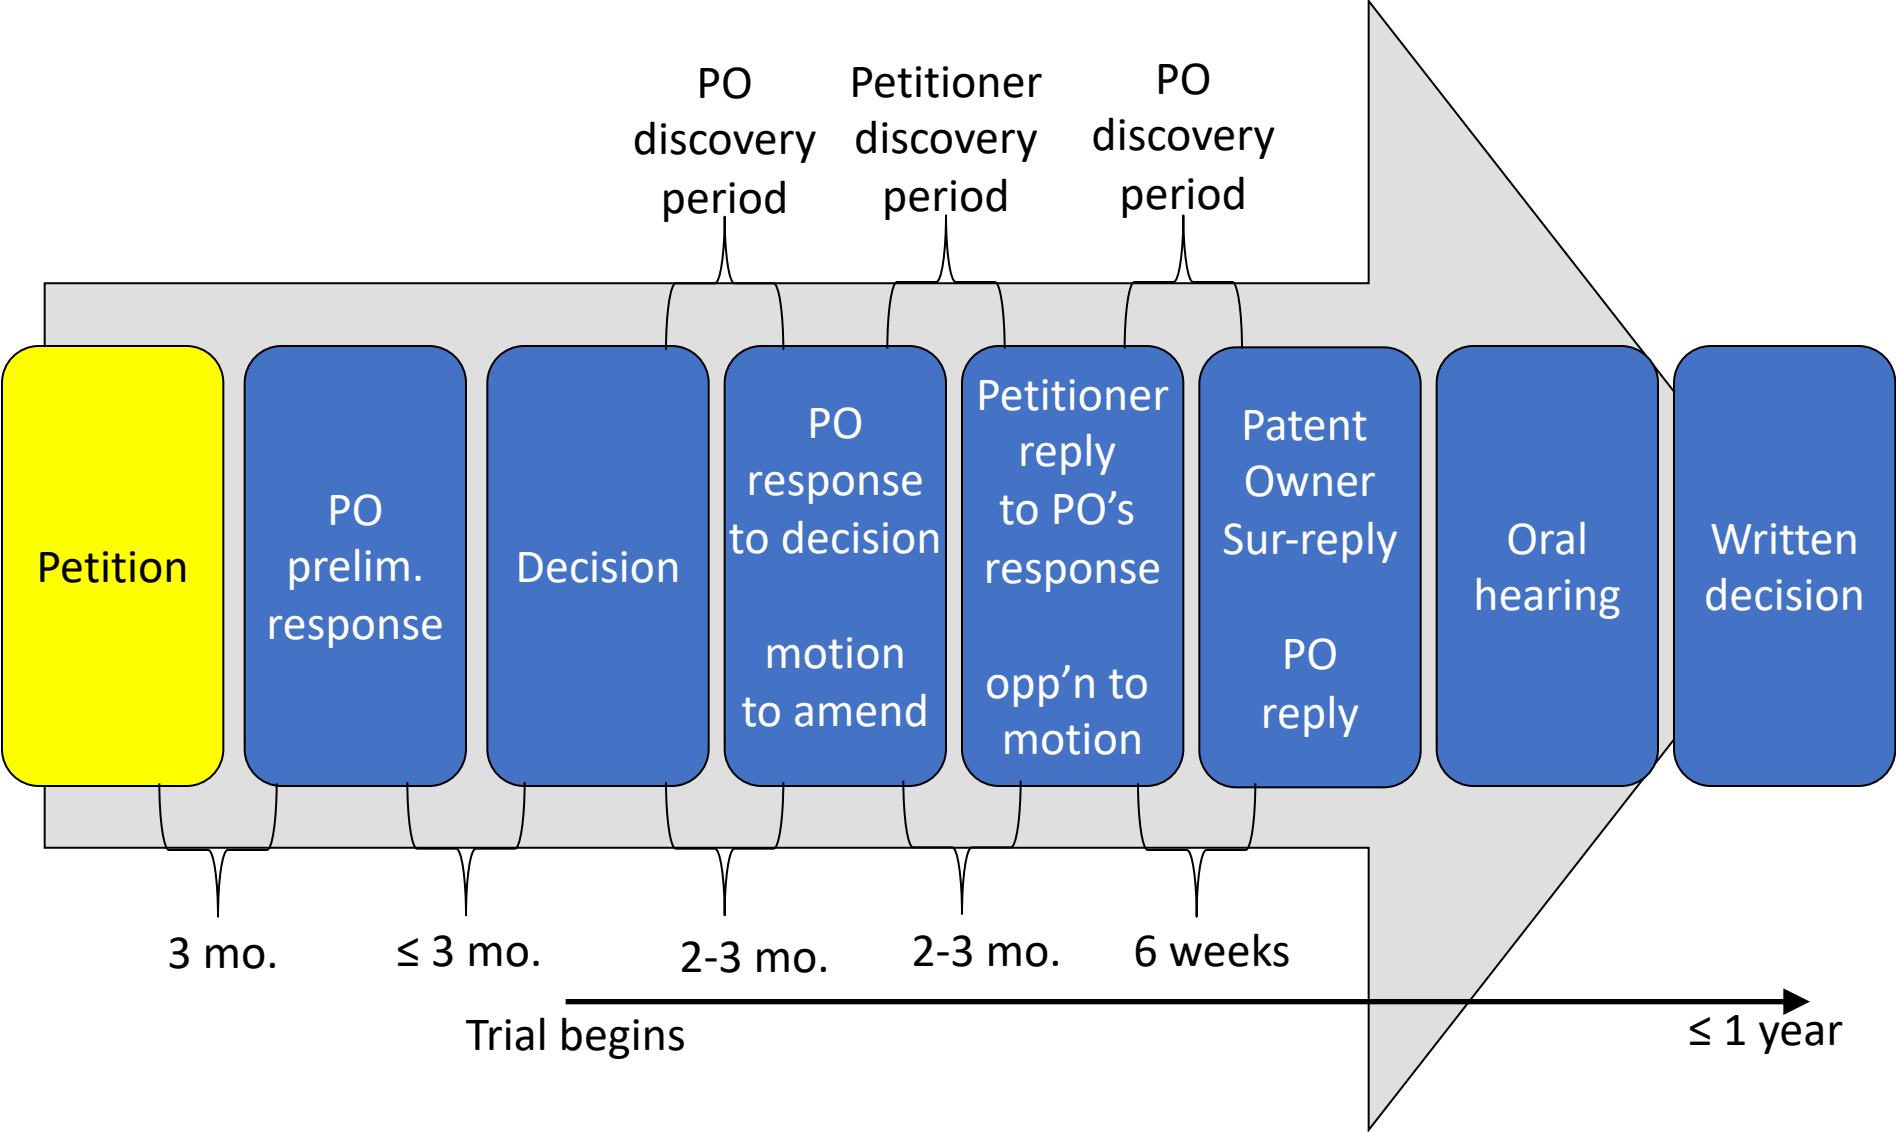 PO
discovery
period
Petitioner
discovery
period
PO
discovery
period
Petition
PO
prelim.
response
Decision
PO
response
to decision
motion
to amend
Petitioner
reply
to PO’s
response
opp’n to
motion
Patent
Owner
Sur-reply
PO
reply
Oral
hearing
Written
decision
3 mo.
≤ 3 mo.
2-3 mo.
2-3 mo.
6 weeks
Trial begins
≤ 1 year